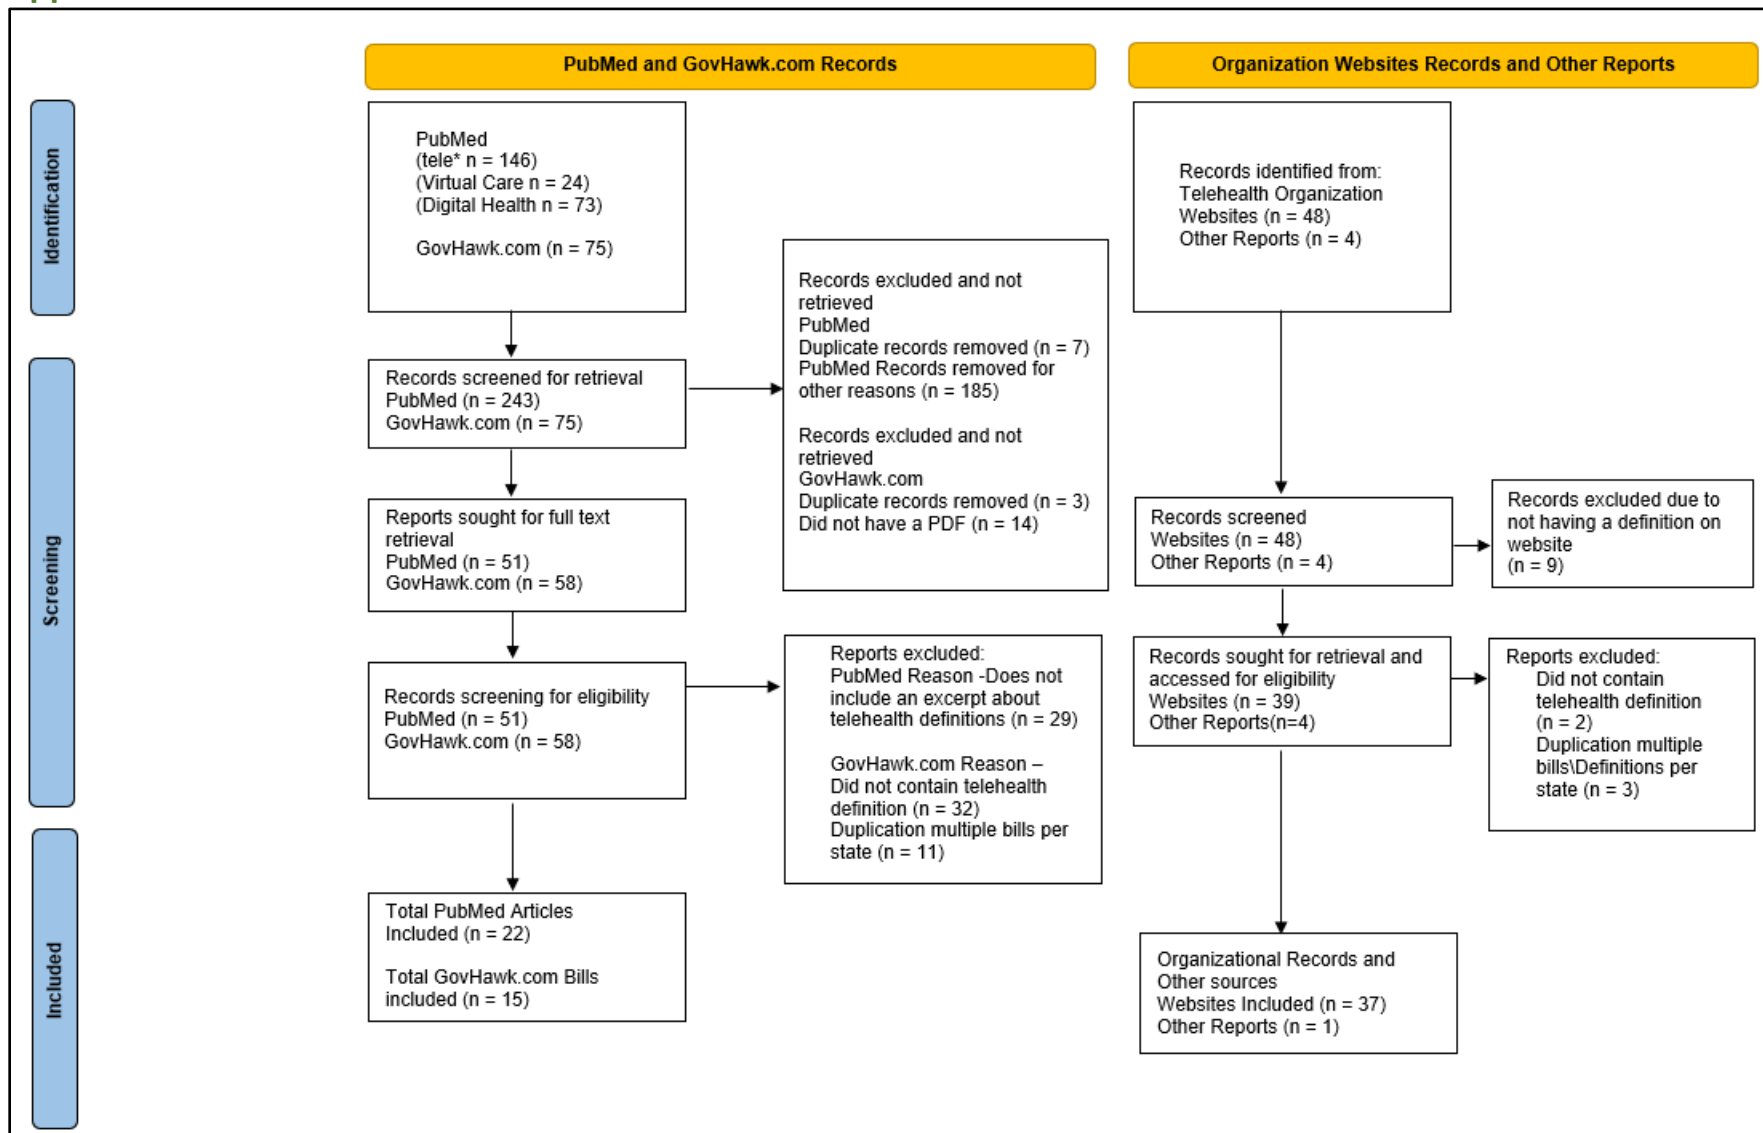 PubMed and GovHawk.com Records
Organization Websites Records and Other Reports
Identification
PubMed
(tele* n = 146)
(Virtual Care n = 24)
(Digital Health n = 73)
GovHawk.com (n = 75)
Records identified from:
Telehealth Organization
Websites (n = 48)
Other Reports (n = 4)
Records excluded and not
retrieved
PubMed
Duplicate records removed (n = 7)
PubMed Records removed for
other reasons (n = 185)
Records excluded and not
retrieved
GovHawk.com
Duplicate records removed (n = 3)
Did not have a PDF (n = 14)
Screening
Records screened for retrieval
PubMed (n = 243)
GovHawk.com (n = 75)
Reports sought for full text
retrieval
PubMed (n = 51)
GovHawk.com (n = 58)
Records screened
Websites (n = 48)
Other Reports (n = 4)
Records excluded due to
not having a definition on
website
(n = 9)
Records screening for eligibility
PubMed (n = 51)
GovHawk.com (n = 58)
Reports excluded:
PubMed Reason -Does not
include an excerpt about
telehealth definitions (n = 29)
GovHawk.com Reason –
Did not contain telehealth
definition (n = 32)
Duplication multiple bills per
state (n = 11)
Records sought for retrieval and
accessed for eligibility
Websites (n = 39)
Other Reports(n=4)
Reports excluded:
Did not contain
telehealth definition
(n = 2)
Duplication multiple
bills\Definitions per
state (n = 3)
Included
Total PubMed Articles
Included (n = 22)
Total GovHawk.com Bills
included (n = 15)
Organizational Records and
Other sources
Websites Included (n = 37)
Other Reports (n = 1)